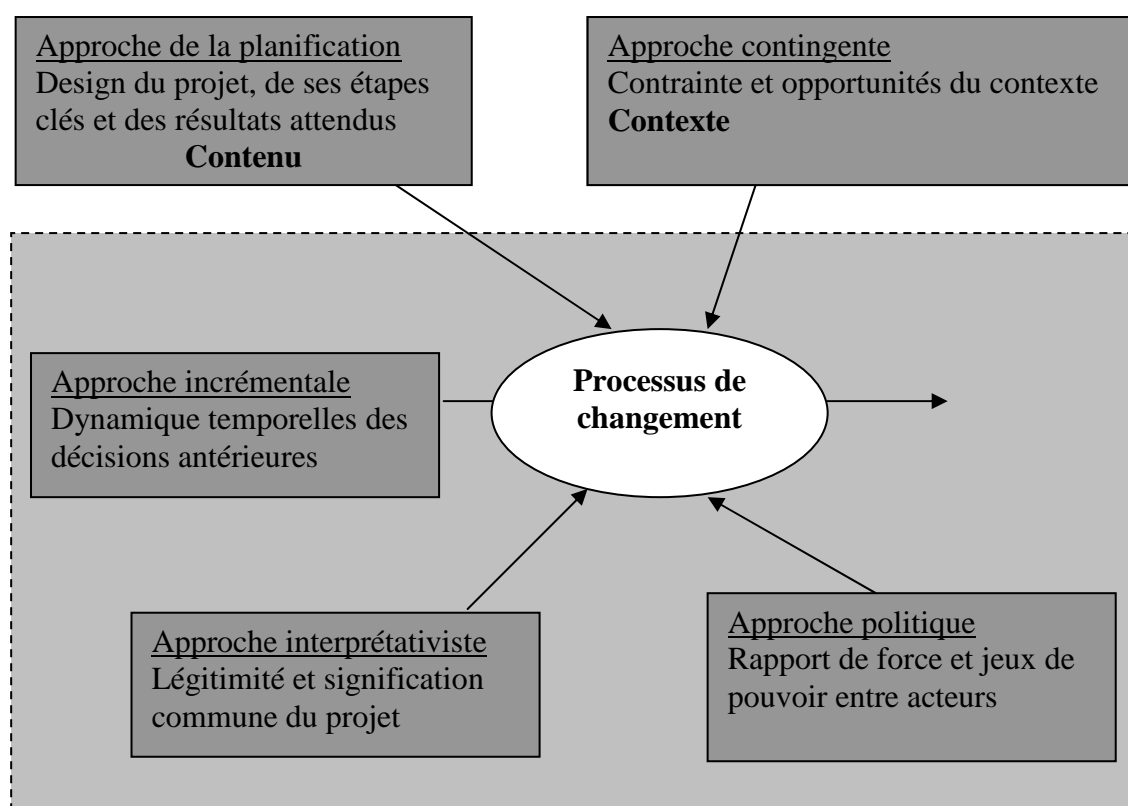 Approche de la planification
Design du projet, de ses étapes
clés et des résultats attendus
Contenu
Approche contingente
Contrainte et opportunités du contexte
Contexte
Approche incrémentale
Dynamique temporelles des
décisions antérieures
Processus de
changement
Approche interprétativiste
Légitimité et signification
commune du projet
Approche politique
Rapport de force et jeux de
pouvoir entre acteurs